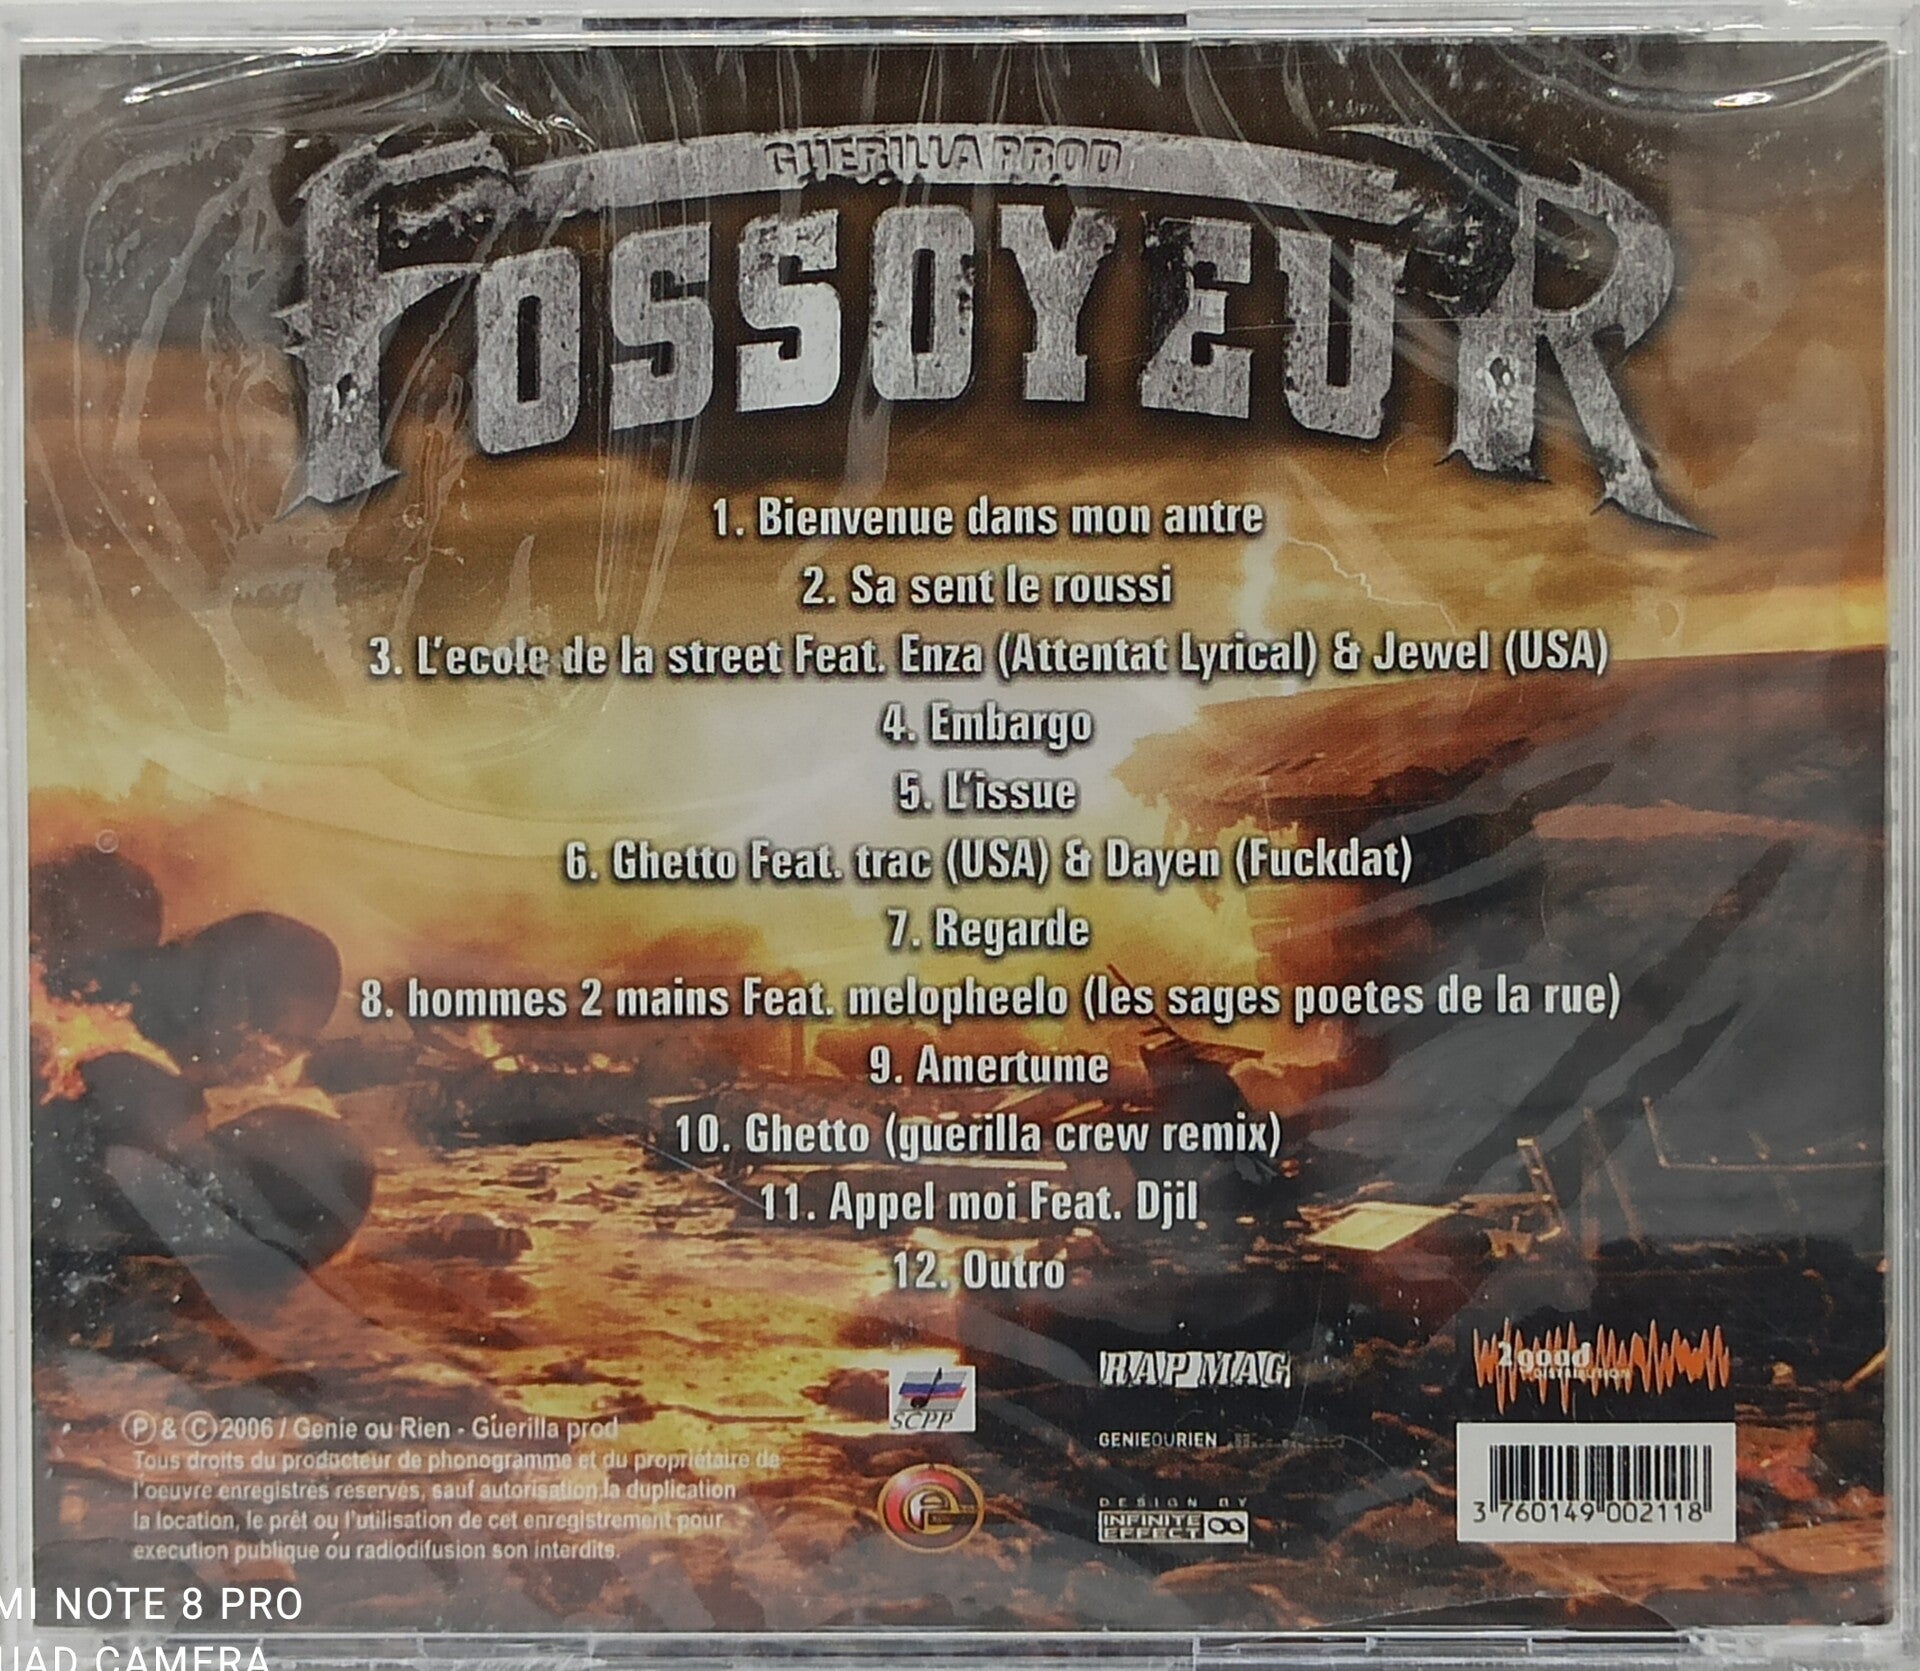 GUERILLA PROD
FOSSOYEUR
1. Bienvenue dans mon antre
2. Sa sent le roussi
3. L'ecole de la street Feat. Enza (Attentat Lyrical) & Jewel (USA)
4. Embargo
5. L'issue
6. Ghetto Feat. trac (USA) & Dayen (Fuckdat)
7. Regarde
8. hommes 2 mains Feat. melopheelo (les sages poetes de la rue)
9. Amertume
10. Ghetto (guerilla crew remix)
11. Appel moi Feat. Djil
12. Outro
SCPP
RAP MAG
2good
DISTRIBUTION
Ⓟ & Ⓒ 2006 / Genie ou Rien - Guerilla prod
Tous droits du producteur de phonogramme et du propriétaire de
l'oeuvre enregistrés reservés, sauf autorisation la duplication
la location, le prêt ou l'utilisation de cet enregistrement pour
execution publique ou radiodifusion son interdits.
GENIEOURIEN
DESIGN BY
INFINITE
EFFECT
3 760149 002118
MI NOTE 8 PRO
UAD CAMERA